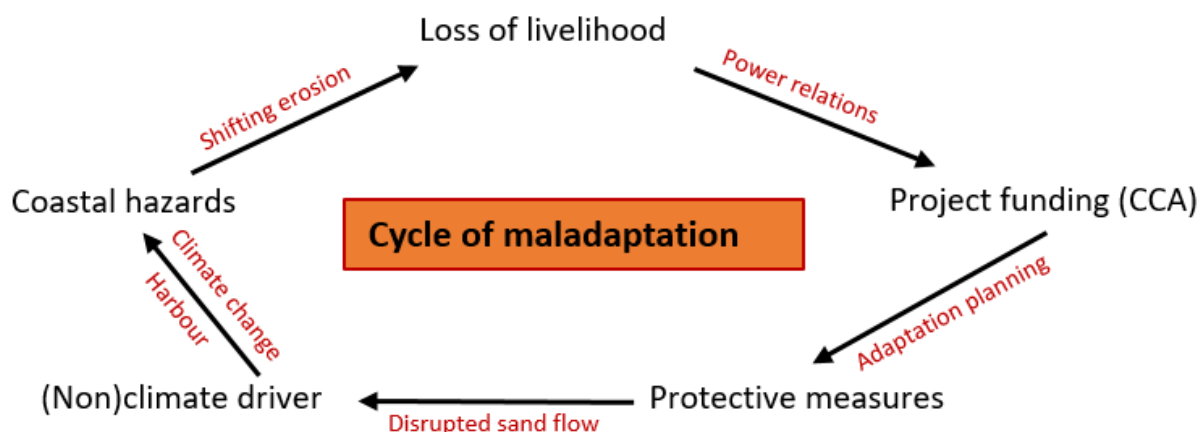 Loss of livelihood
Power relations
Shifting erosion
Coastal hazards
Project funding (CCA)
Cycle of maladaptation
Climate change
Harbour
Adaptation planning
(Non)climate driver
Protective measures
Disrupted sand flow